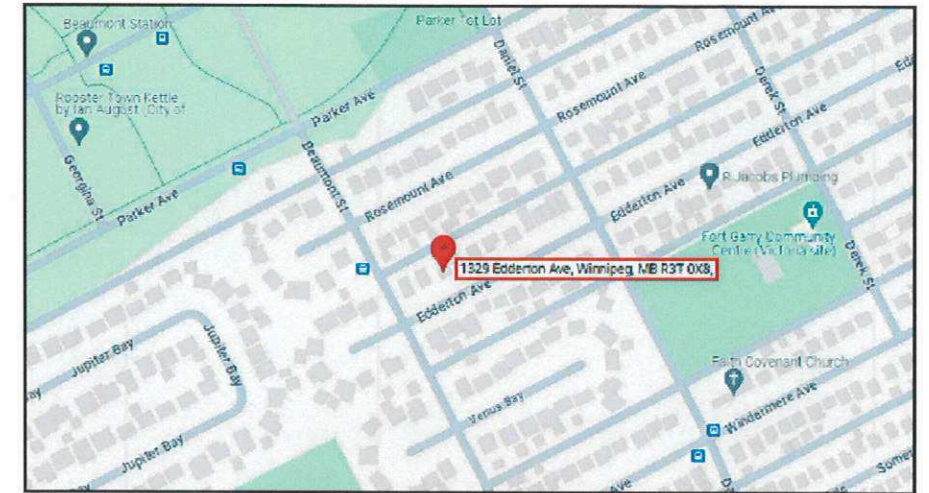 Beaumont Station
Parker Tot Lot
Rooster Town Kettle
by Ian August (City of
Georgina St
Parker Ave
Parker Ave
Beaumont St
Rosemount Ave
Daniel St
Rosemount Ave
Rosemount Av
Derek St
Edderton Ave
Edderton Ave
R Jacobs Plumbing
Fort Garry Community
Centre (Victoria site)
Derek St
1329 Edderton Ave, Winnipeg, MB R3T 0X8,
Edderton Ave
Jupiter Bay
Jupiter Bay
Jupiter Bay
Venus Bay
Faith Covenant Church
Windermere Ave
Somer
Ave